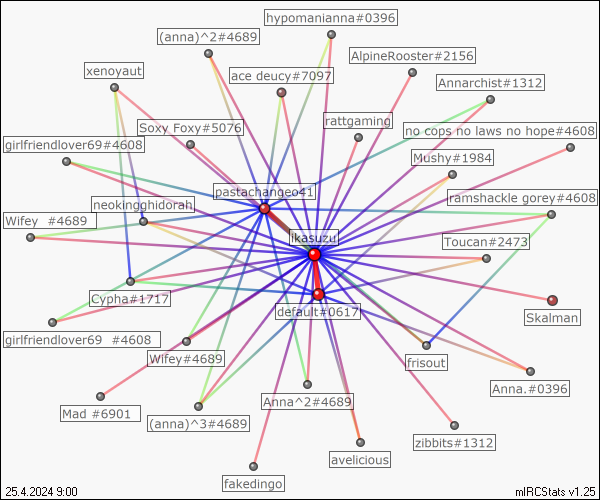 hypomanianna#0396
(anna)^2#4689
AlpineRooster#2156
xenoyaut
ace deucy#7097
Annarchist#1312
rattgaming
Soxy Foxy#5076
no cops no laws no hope#4608
girlfriendlover69#4608
Mushy#1984
pastachangeo41
ramshackle gorey#4608
neokingghidorah
Wifey  #4689
ikasuzu
Toucan#2473
Cypha#1717
default#0617
Skalman
girlfriendlover69  #4608
Wifey#4689
frisout
Anna.#0396
Anna^2#4689
Mad #6901
(anna)^3#4689
zibbits#1312
avelicious
fakedingo
25.4.2024 9:00
mIRCStats v1.25